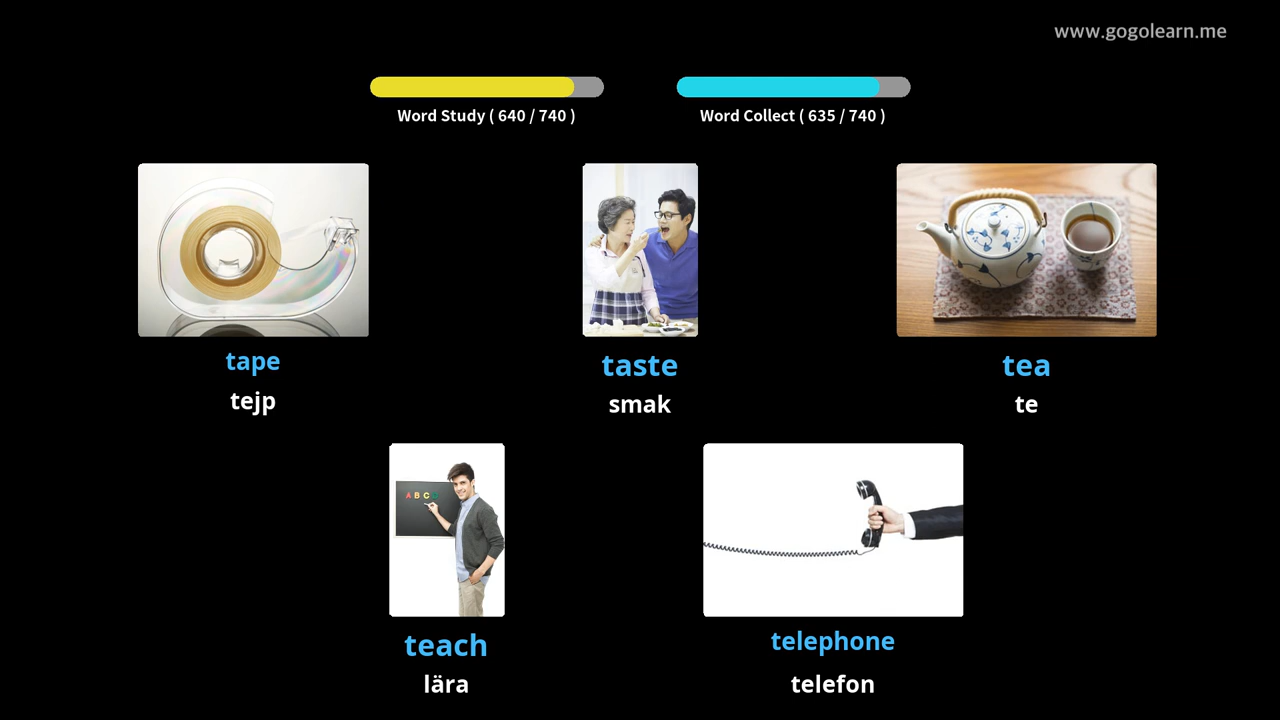 www.gogolearn.me
Word Study ( 640 / 740 )
Word Collect ( 635 / 740 )
tape
tejp
taste
smak
tea
te
A B C
teach
lära
telephone
telefon